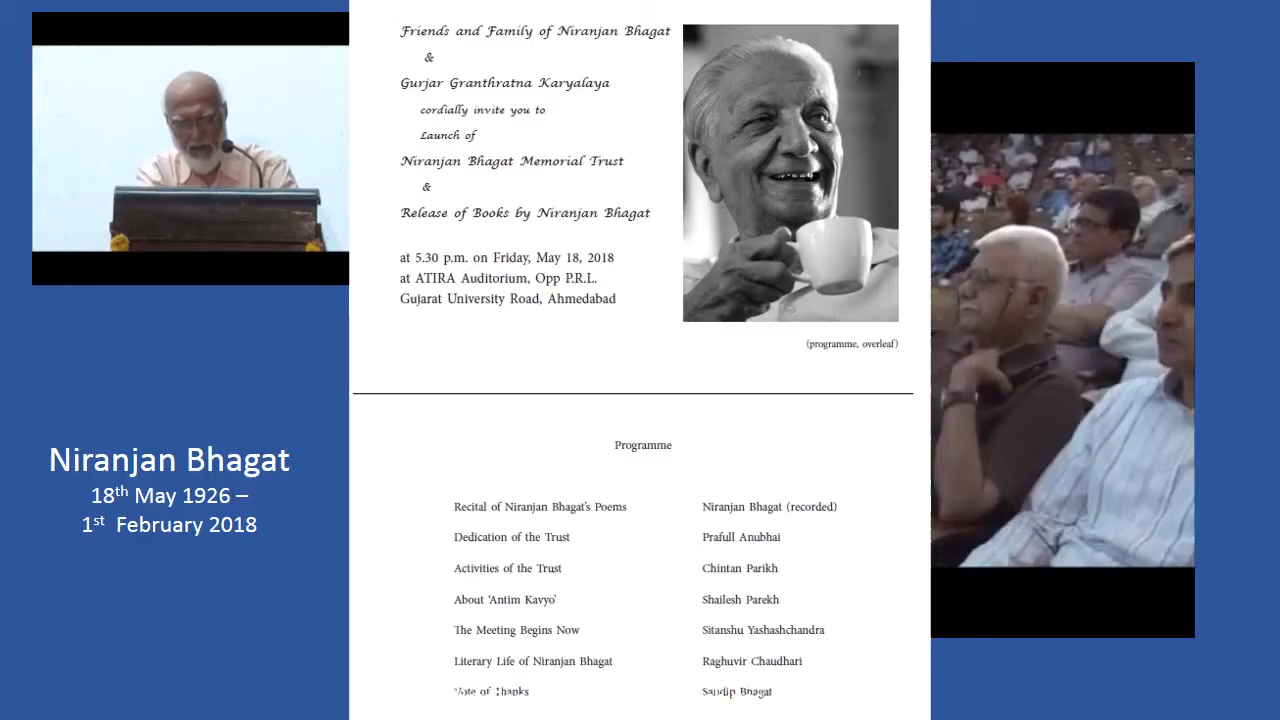 Friends and Family of Niranjan Bhagat
&
Gurjar Granthratna Karyalaya
cordially invite you to
Launch of
Niranjan Bhagat Memorial Trust
&
Release of Books by Niranjan Bhagat
at 5.30 p.m. on Friday, May 18, 2018
at ATIRA Auditorium, Opp P.R.L.
Gujarat University Road, Ahmedabad
(programme, overleaf)
Niranjan Bhagat
18th May 1926 –
1st February 2018
Programme
Recital of Niranjan Bhagat's Poems Niranjan Bhagat (recorded)
Dedication of the Trust Prafull Anubhai
Activities of the Trust Chintan Parikh
About 'Antim Kavyo' Shailesh Parekh
The Meeting Begins Now Sitanshu Yashashchandra
Literary Life of Niranjan Bhagat Raghuvir Chaudhari
Vote of Thanks Bhagat